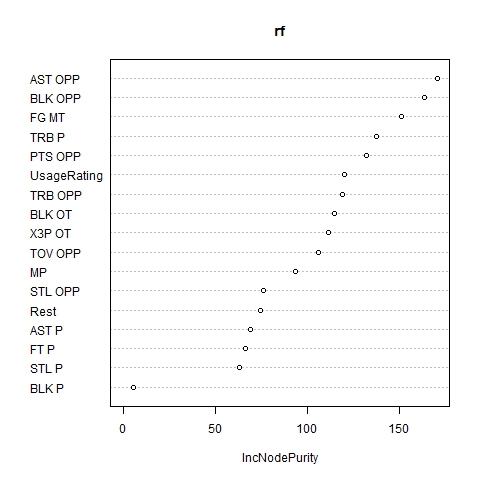 rf
AST OPP
BLK OPP
FG MT
TRB P
PTS OPP
UsageRating
TRB OPP
BLK OT
X3P OT
TOV OPP
MP
STL OPP
Rest
AST P
FT P
STL P
BLK P
0 50 100 150
IncNodePurity